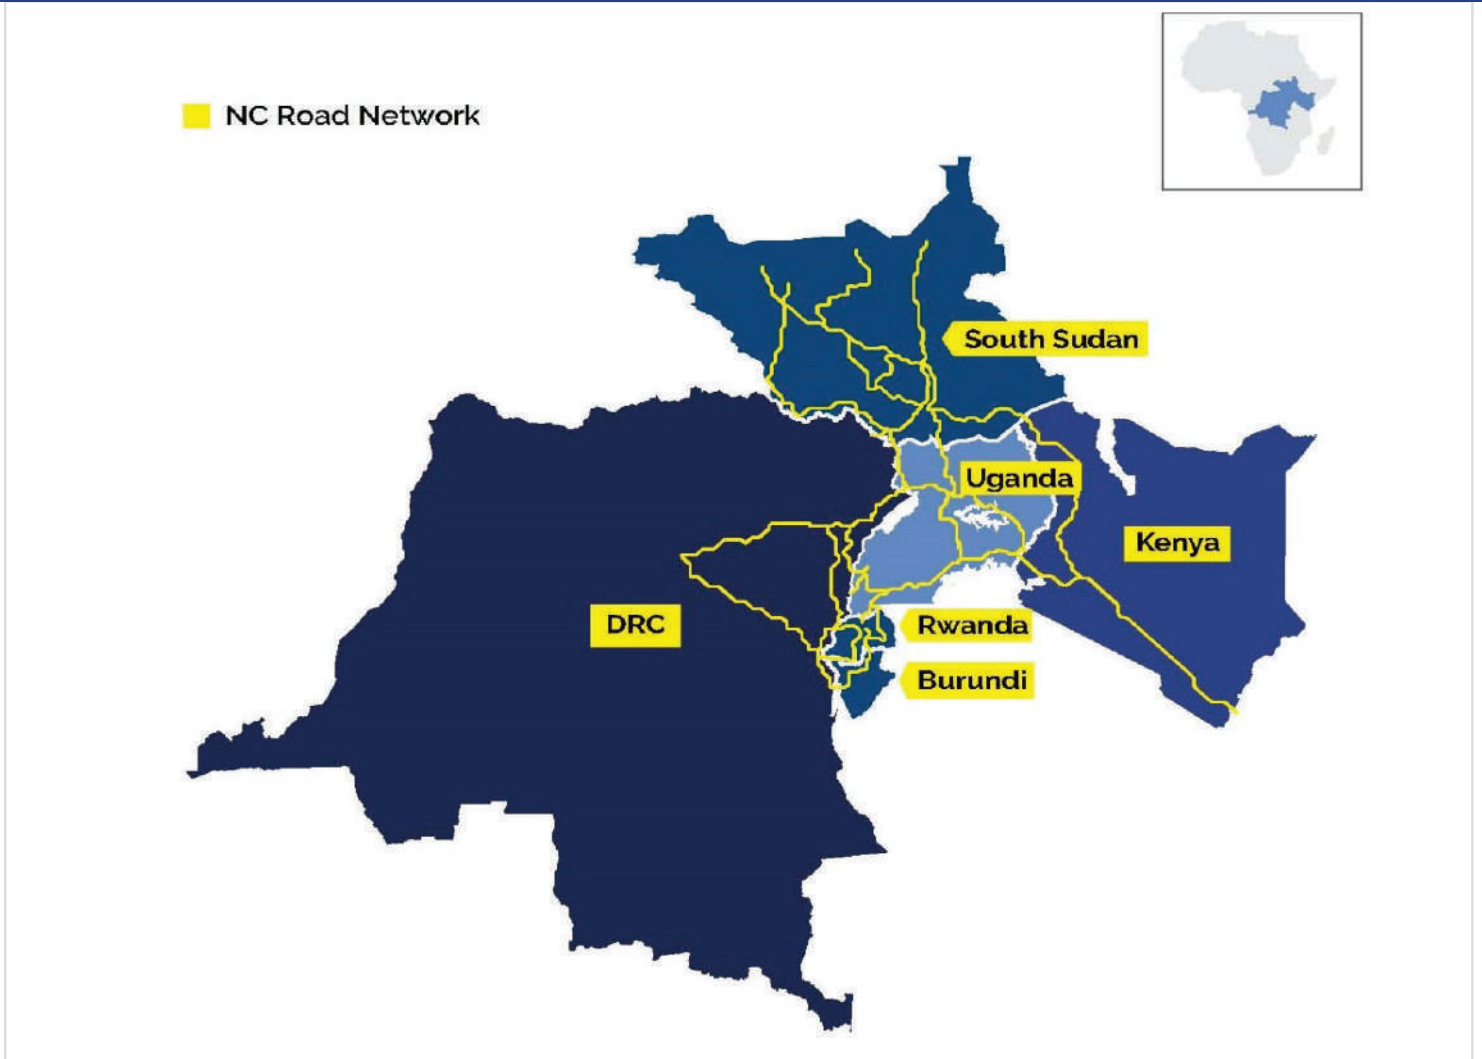 NC Road Network
South Sudan
Uganda
Kenya
DRC
Rwanda
Burundi